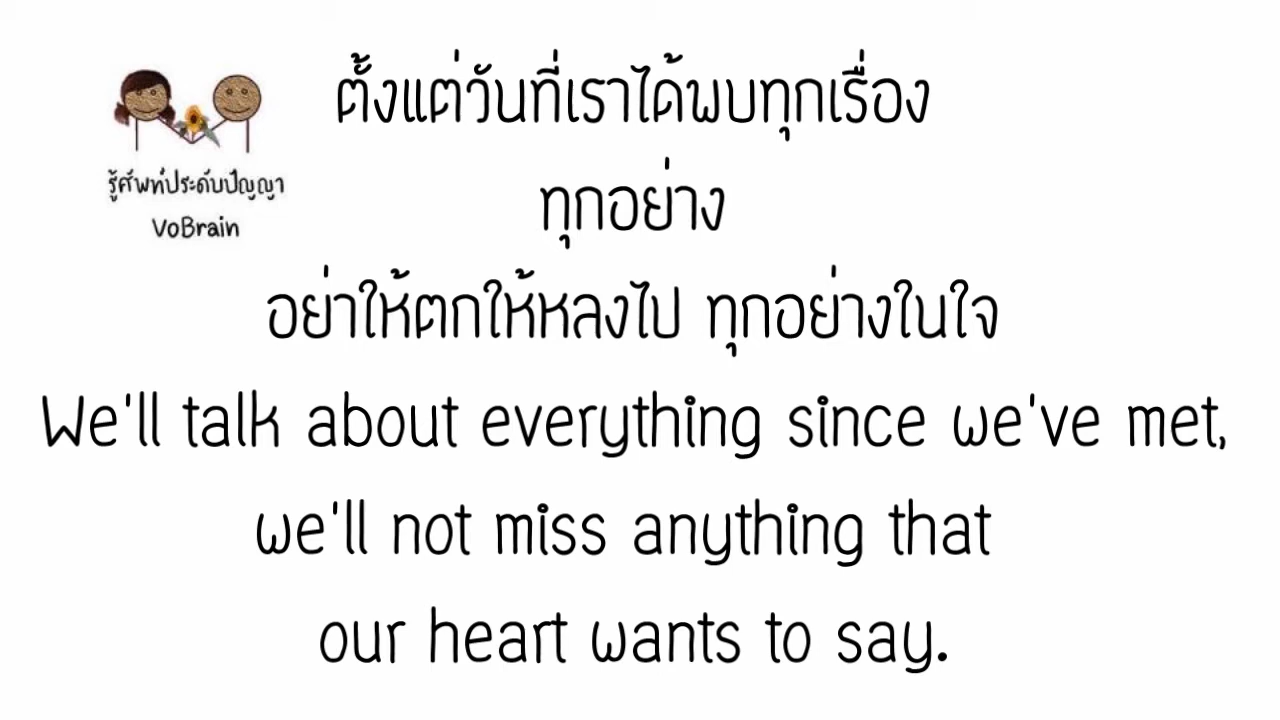 ตั้งแต่วันที่เราได้พบทุกเรื่อง
ทุกอย่าง
อย่าให้ตกให้หลงไป ทุกอย่างในใจ
We'll talk about everything since we've met,
we'll not miss anything that
our heart wants to say.
รู้ศัพท์ประดับปัญญา
VoBrain